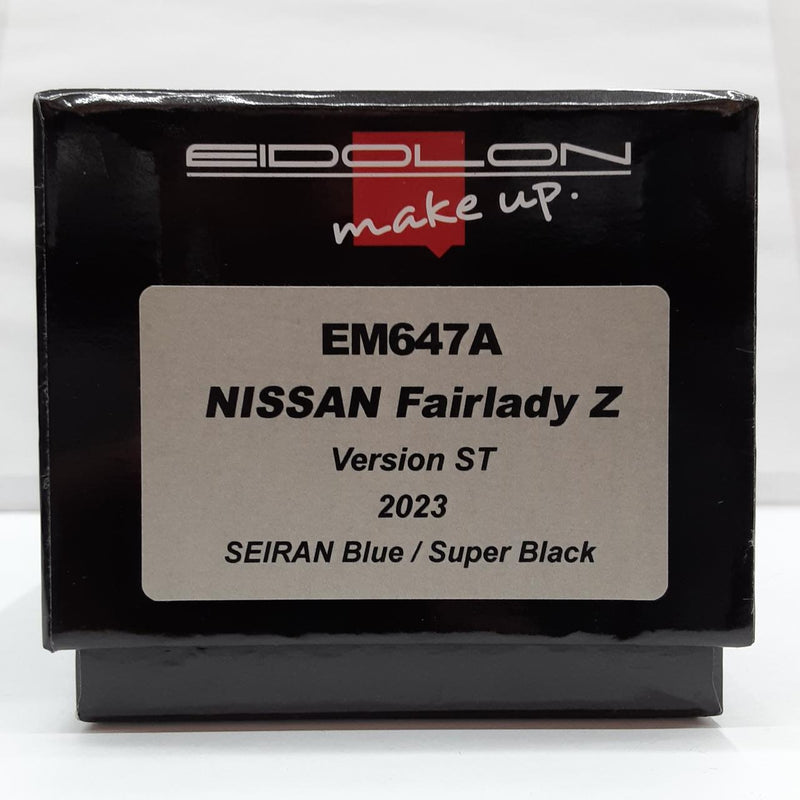 EIDOLON
make up.
EM647A
NISSAN Fairlady Z
Version ST
2023
SEIRAN Blue / Super Black